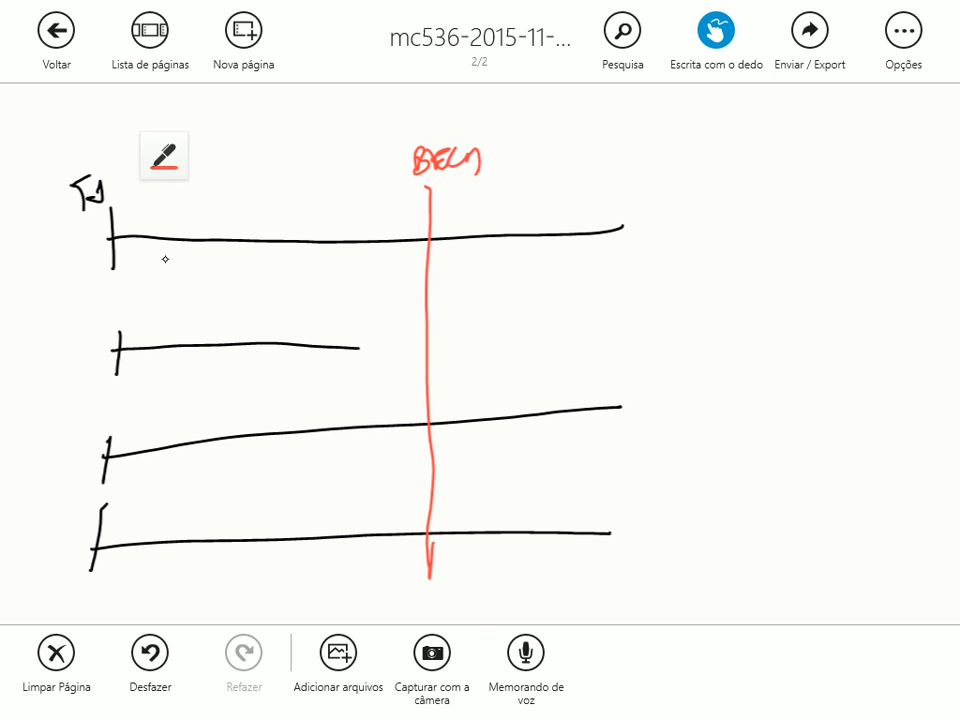 mc536-2015-11-...
2/2
Voltar
Lista de páginas
Nova página
Pesquisa
Escrita com o dedo
Enviar / Export
Opções
Limpar Página
Desfazer
Refazer
Adicionar arquivos
Capturar com a
câmera
Memorando de
voz